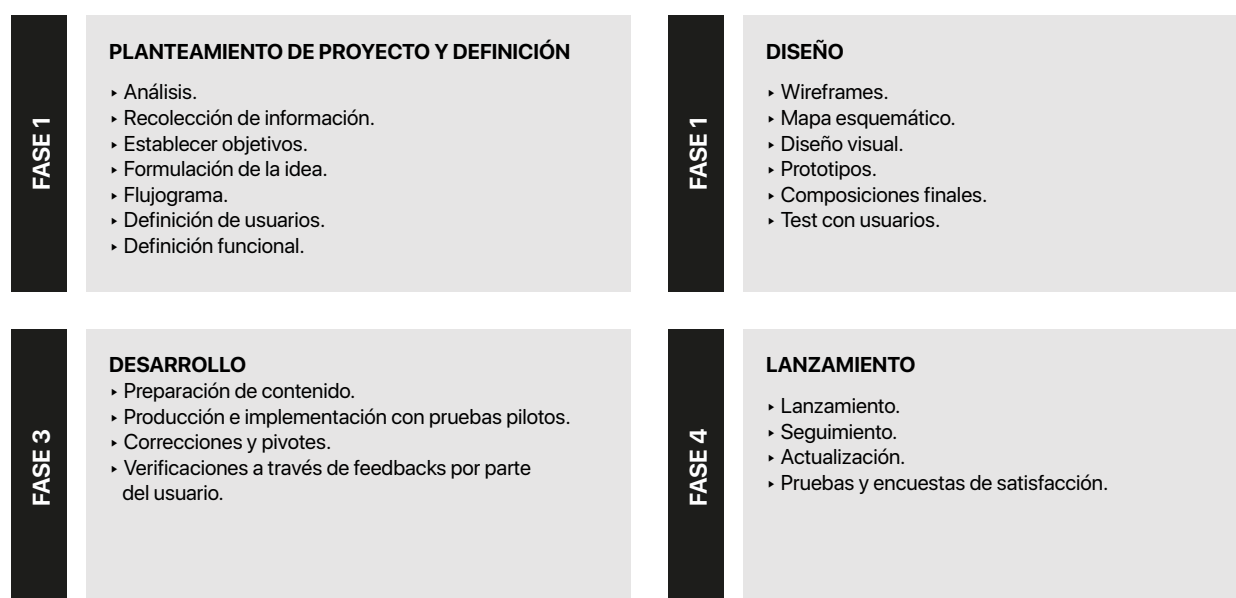 FASE 1
PLANTEAMIENTO DE PROYECTO Y DEFINICIÓN
‣ Análisis.
‣ Recolección de información.
‣ Establecer objetivos.
‣ Formulación de la idea.
‣ Flujograma.
‣ Definición de usuarios.
‣ Definición funcional.
FASE 1
DISEÑO
‣ Wireframes.
‣ Mapa esquemático.
‣ Diseño visual.
‣ Prototipos.
‣ Composiciones finales.
‣ Test con usuarios.
FASE 3
DESARROLLO
‣ Preparación de contenido.
‣ Producción e implementación con pruebas pilotos.
‣ Correcciones y pivotes.
‣ Verificaciones a través de feedbacks por parte
del usuario.
FASE 4
LANZAMIENTO
‣ Lanzamiento.
‣ Seguimiento.
‣ Actualización.
‣ Pruebas y encuestas de satisfacción.